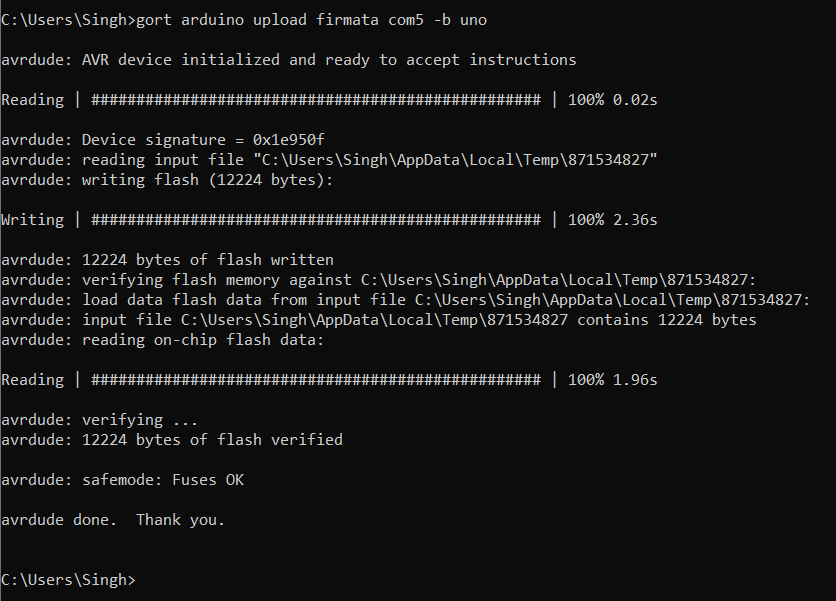 C:\Users\Singh>gort arduino upload firmata com5 -b uno
avrdude: AVR device initialized and ready to accept instructions
Reading | ################################################## | 100% 0.02s
avrdude: Device signature = 0x1e950f
avrdude: reading input file "C:\Users\Singh\AppData\Local\Temp\871534827"
avrdude: writing flash (12224 bytes):
Writing | ################################################## | 100% 2.36s
avrdude: 12224 bytes of flash written
avrdude: verifying flash memory against C:\Users\Singh\AppData\Local\Temp\871534827:
avrdude: load data flash data from input file C:\Users\Singh\AppData\Local\Temp\871534827:
avrdude: input file C:\Users\Singh\AppData\Local\Temp\871534827 contains 12224 bytes
avrdude: reading on-chip flash data:
Reading | ################################################## | 100% 1.96s
avrdude: verifying ...
avrdude: 12224 bytes of flash verified
avrdude: safemode: Fuses OK
avrdude done.  Thank you.
C:\Users\Singh>